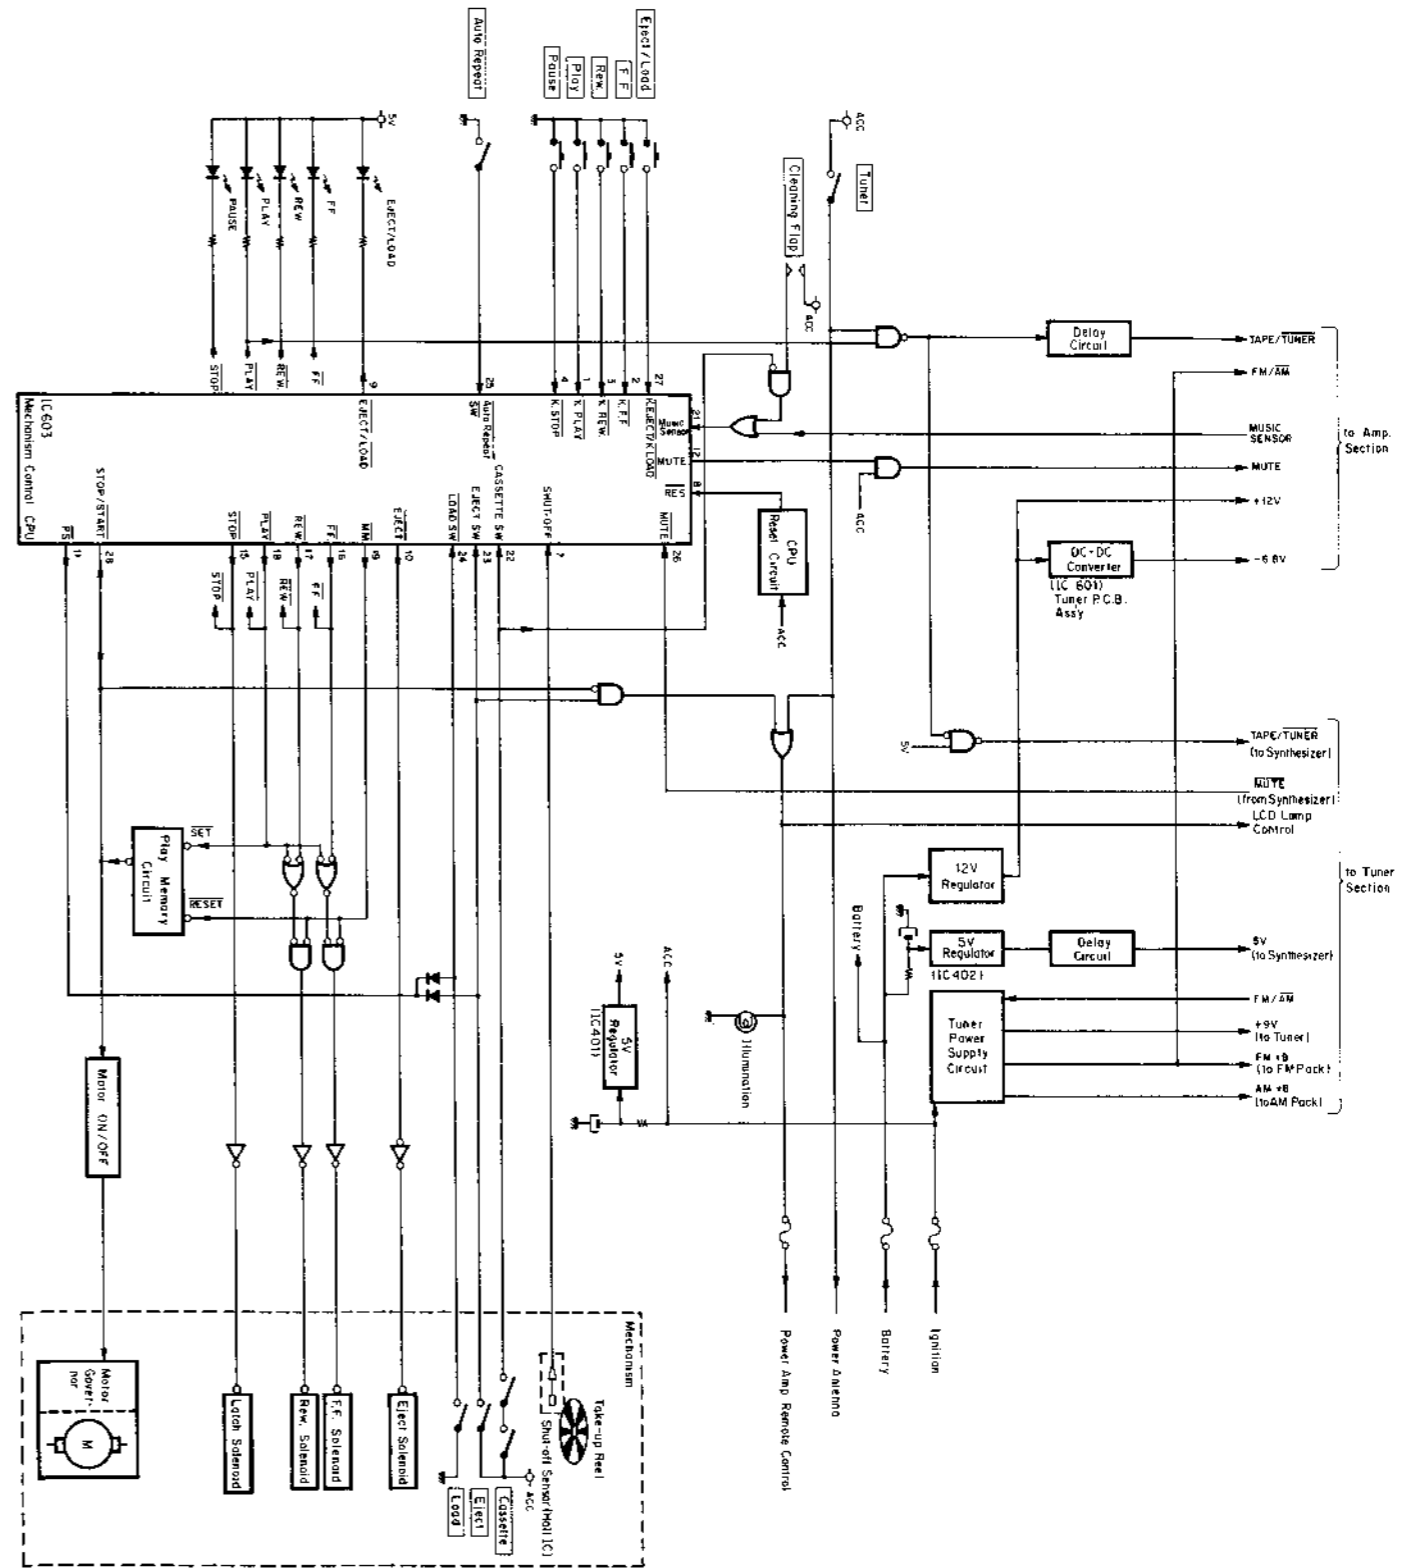 Auto Repeat
Pause
Play
Rew.
F F
Eject/Load
5V
ACC
PAUSE
PLAY
REW
FF
EJECT/LOAD
Cleaning Flap
Tuner
ACC
STOP
PLAY
REW.
FF
9
25
4
1
3
2
27
IC603
Mechanism Control CPU
EJECT/LOAD
Auto Repeat
SW
K.STOP
K.PLAY
K.REW.
K.F.F
K.EJECT/K.LOAD
21
Music
Sensor
12
MUTE
8
RES
STOP/START
PS
STOP
PLAY
REW.
FF
MM
EJECT
LOAD SW
EJECT SW
CASSETTE SW
SHUT-OFF
MUTE
11
28
15
18
17
16
19
10
24
23
22
7
26
STOP
PLAY
REW
FF
CPU
Reset Circuit
ACC
ACC
Delay
Circuit
TAPE/TUNER
FM/AM
MUSIC
SENSOR
MUTE
+12V
DC-DC
Converter
(IC 601)
Tuner P.C.B.
Ass'y
-6.8V
to Amp.
Section
5V
TAPE/TUNER
(to Synthesizer)
MUTE
(from Synthesizer)
LCD Lamp
Control
SET
Play Memory
Circuit
RESET
12V
Regulator
Battery
5V
Regulator
(IC402)
Delay
Circuit
5V
(to Synthesizer)
to Tuner
Section
5V
ACC
5V
Regulator
(IC401)
Illumination
Tuner
Power
Supply
Circuit
FM/AM
+9V
(to Tuner)
FM +B
(to FM Pack)
AM +B
(to AM Pack)
Motor ON/OFF
Mechanism
Power Amp Remote Control
Power Antenna
Battery
Ignition
Motor
Gover-
nor
M
Latch Solenoid
Rew. Solenoid
F.F. Solenoid
Eject Solenoid
Take-up Reel
Shut-off Sensor (Hall IC)
ACC
Load
Eject
Cassette